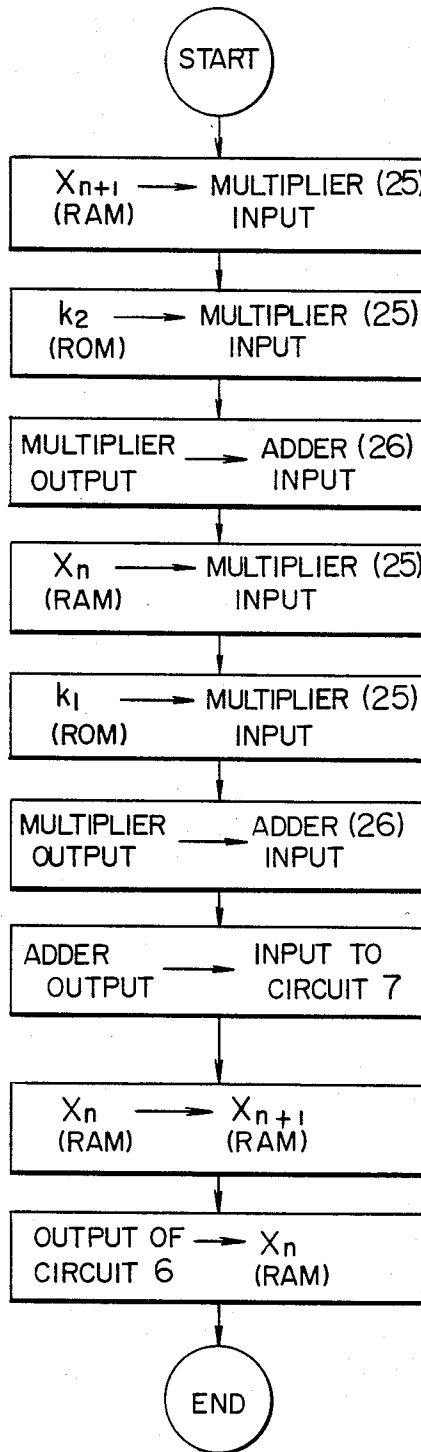 START
Xn+1 → MULTIPLIER (25)
(RAM) INPUT
k2 → MULTIPLIER (25)
(ROM) INPUT
MULTIPLIER → ADDER (26)
OUTPUT INPUT
Xn → MULTIPLIER (25)
(RAM) INPUT
k1 → MULTIPLIER (25)
(ROM) INPUT
MULTIPLIER → ADDER (26)
OUTPUT INPUT
ADDER → INPUT TO
OUTPUT CIRCUIT 7
Xn → Xn+1
(RAM) (RAM)
OUTPUT OF → Xn
CIRCUIT 6 (RAM)
END